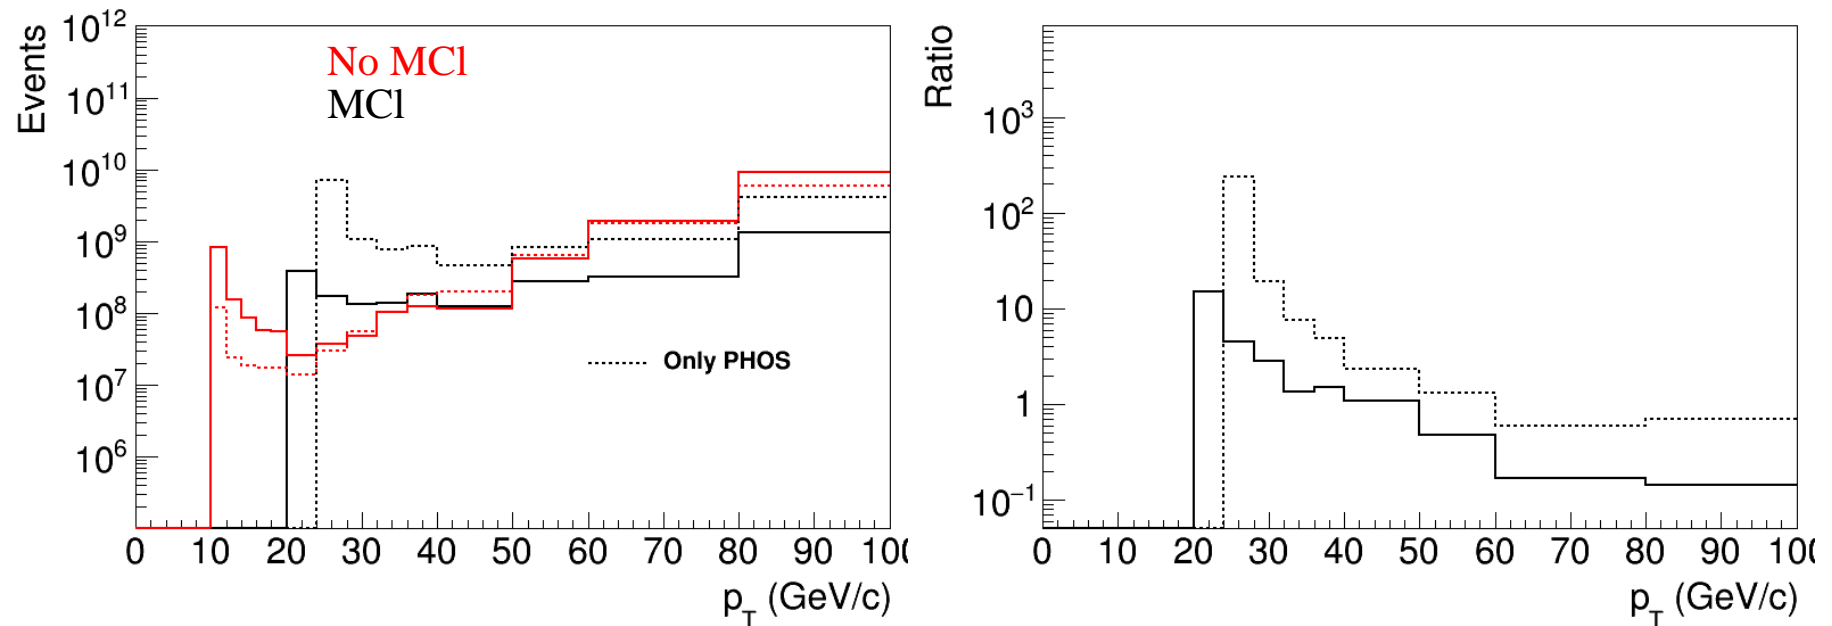 Events
10^12
10^11
10^10
10^9
10^8
10^7
10^6
No MCl
MCl
Only PHOS
0 10 20 30 40 50 60 70 80 90 100
p_T (GeV/c)
Ratio
10^3
10^2
10
1
10^−1
0 10 20 30 40 50 60 70 80 90 100
p_T (GeV/c)